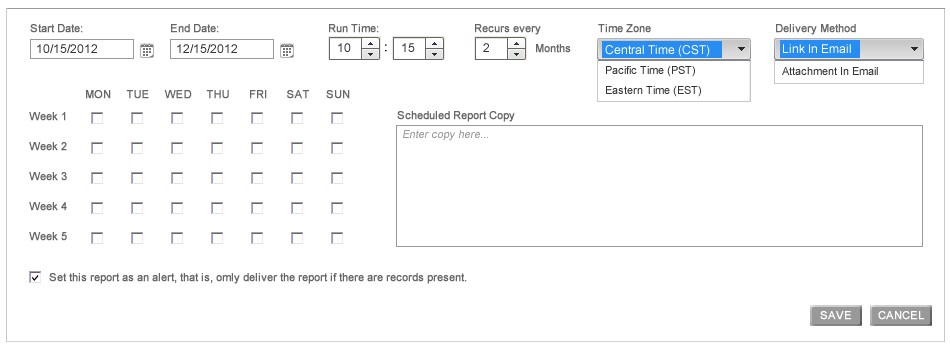 Start Date: End Date: Run Time: Recurs every Time Zone Delivery Method
10/15/2012 12/15/2012 10 : 15 2 Months Central Time (CST) Link In Email
Pacific Time (PST) Attachment In Email
Eastern Time (EST)
MON TUE WED THU FRI SAT SUN
Week 1
Scheduled Report Copy
Enter copy here...
Week 2
Week 3
Week 4
Week 5
Set this report as an alert, that is, omly deliver the report if there are records present.
SAVE CANCEL